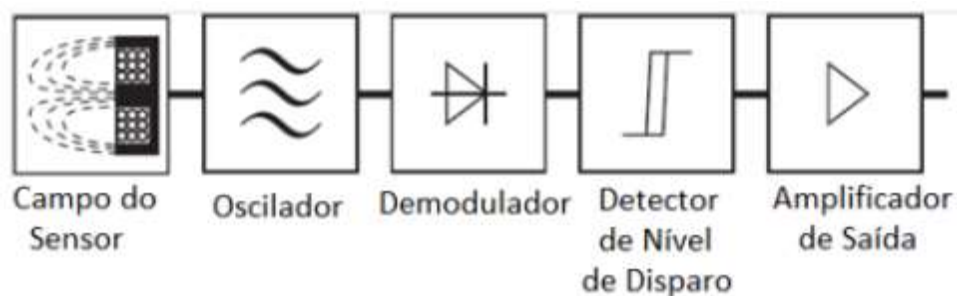 Campo do
Sensor
Oscilador
Demodulador
Detector
de Nível
de Disparo
Amplificador
de Saída